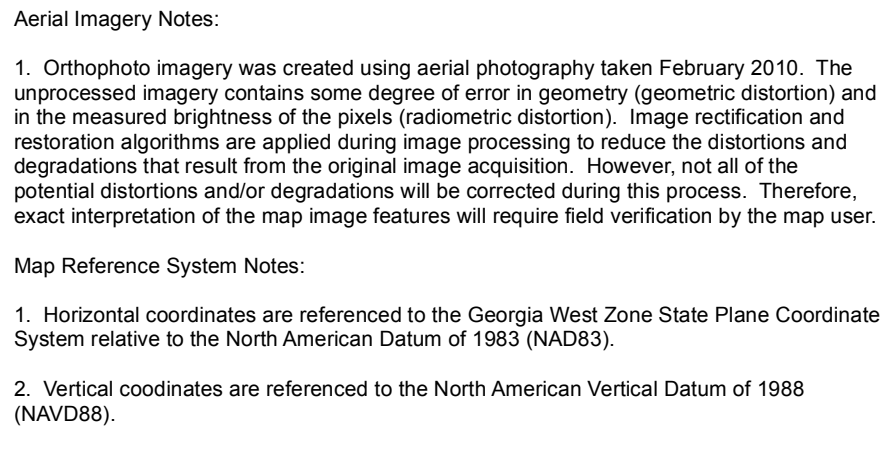 Aerial Imagery Notes:
1.  Orthophoto imagery was created using aerial photography taken February 2010.  The
unprocessed imagery contains some degree of error in geometry (geometric distortion) and
in the measured brightness of the pixels (radiometric distortion).  Image rectification and
restoration algorithms are applied during image processing to reduce the distortions and
degradations that result from the original image acquisition.  However, not all of the
potential distortions and/or degradations will be corrected during this process.  Therefore,
exact interpretation of the map image features will require field verification by the map user.
Map Reference System Notes:
1.  Horizontal coordinates are referenced to the Georgia West Zone State Plane Coordinate
System relative to the North American Datum of 1983 (NAD83).
2.  Vertical coodinates are referenced to the North American Vertical Datum of 1988
(NAVD88).